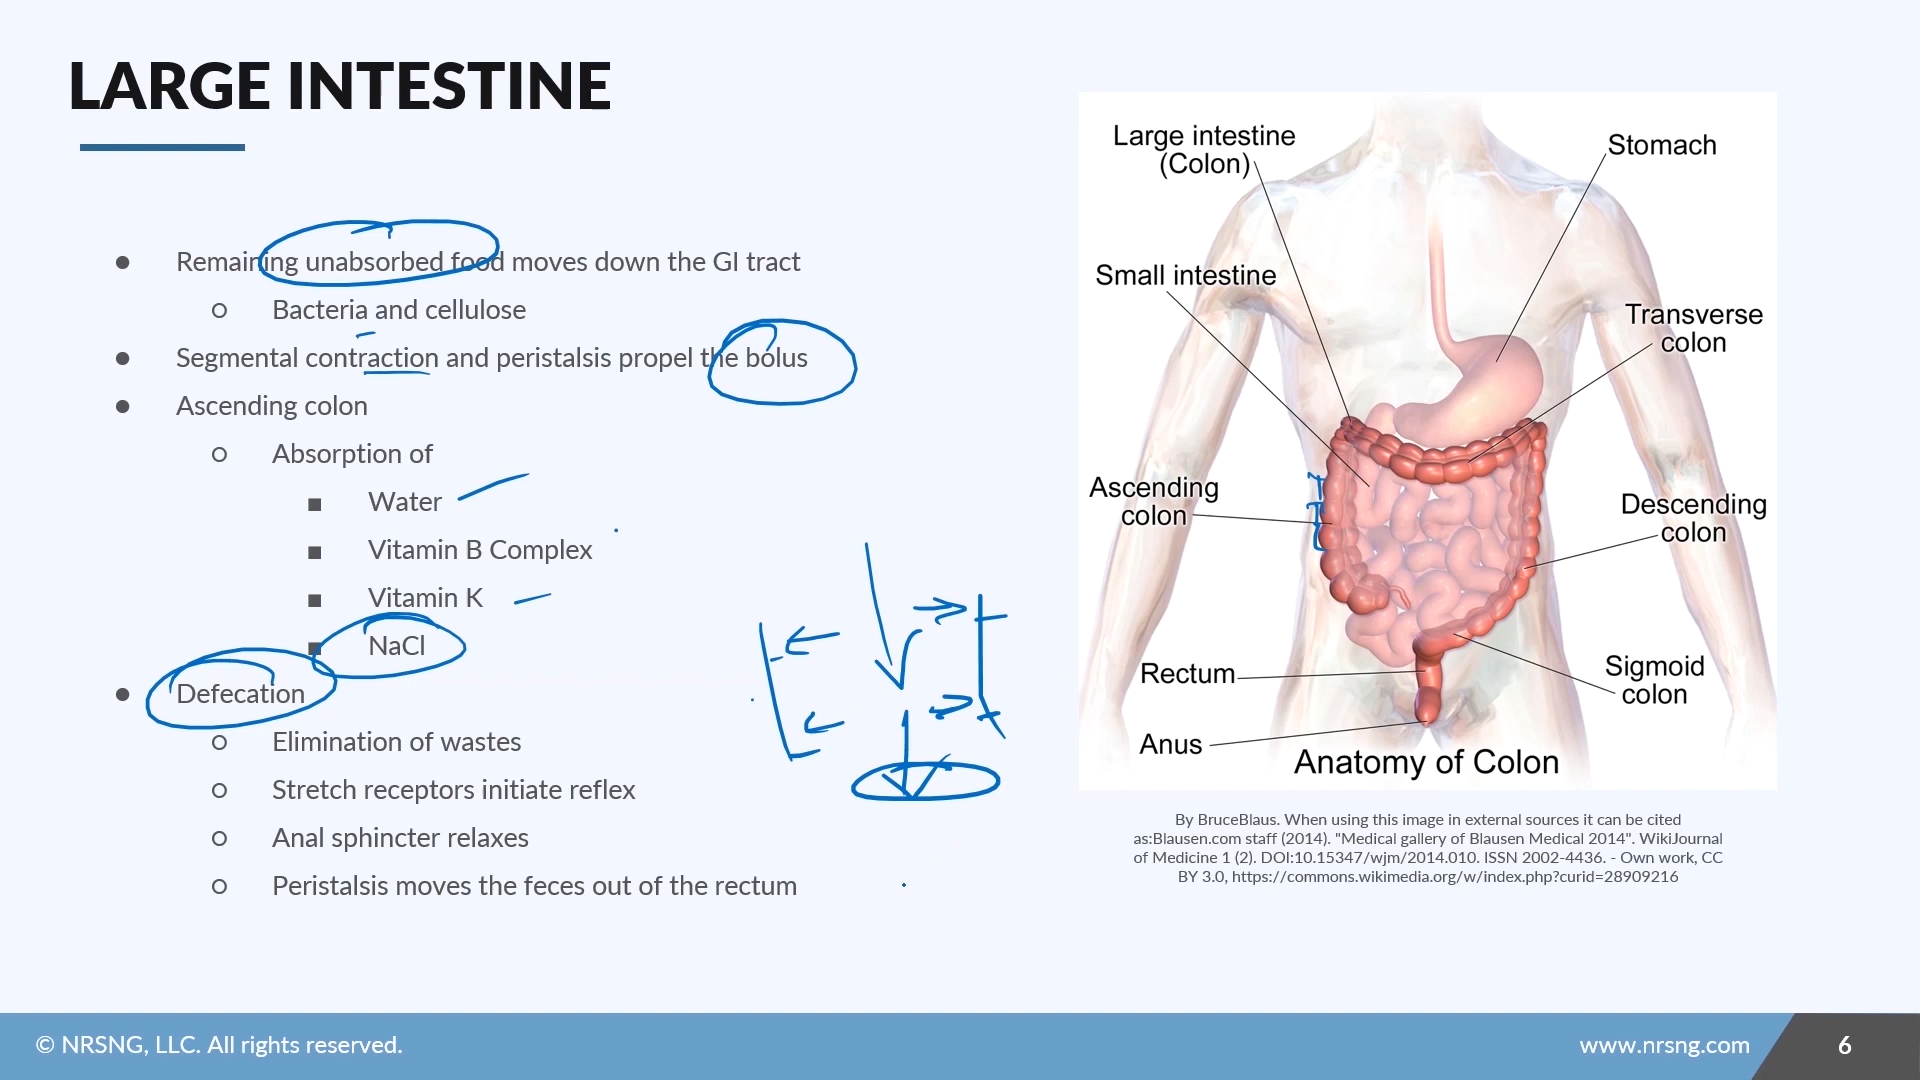 LARGE INTESTINE
● Remaining unabsorbed food moves down the GI tract
○ Bacteria and cellulose
● Segmental contraction and peristalsis propel the bolus
● Ascending colon
○ Absorption of
■ Water
■ Vitamin B Complex
■ Vitamin K
■ NaCl
● Defecation
○ Elimination of wastes
○ Stretch receptors initiate reflex
○ Anal sphincter relaxes
○ Peristalsis moves the feces out of the rectum
Large intestine
(Colon)
Stomach
Small intestine
Transverse
colon
Ascending
colon
Descending
colon
Rectum
Sigmoid
colon
Anus
Anatomy of Colon
By BruceBlaus. When using this image in external sources it can be cited
as:Blausen.com staff (2014). "Medical gallery of Blausen Medical 2014". WikiJournal
of Medicine 1 (2). DOI:10.15347/wjm/2014.010. ISSN 2002-4436. - Own work, CC
BY 3.0, https://commons.wikimedia.org/w/index.php?curid=28909216
© NRSNG, LLC. All rights reserved.
www.nrsng.com
6